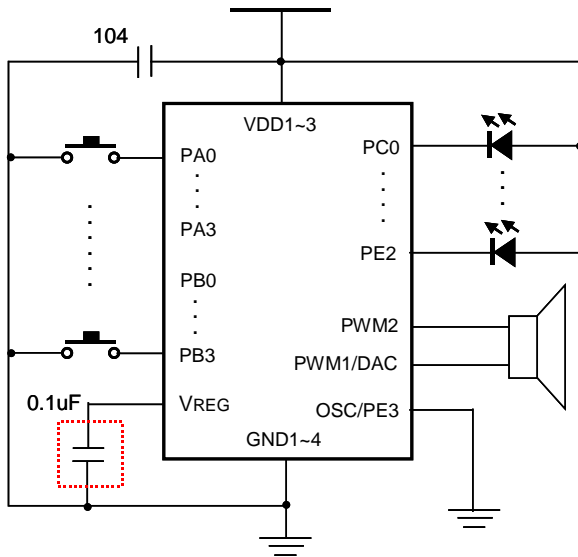 104
VDD1~3
PA0
PC0
PA3
PE2
PB0
PWM2
PB3
PWM1/DAC
0.1uF
VREG
OSC/PE3
GND1~4